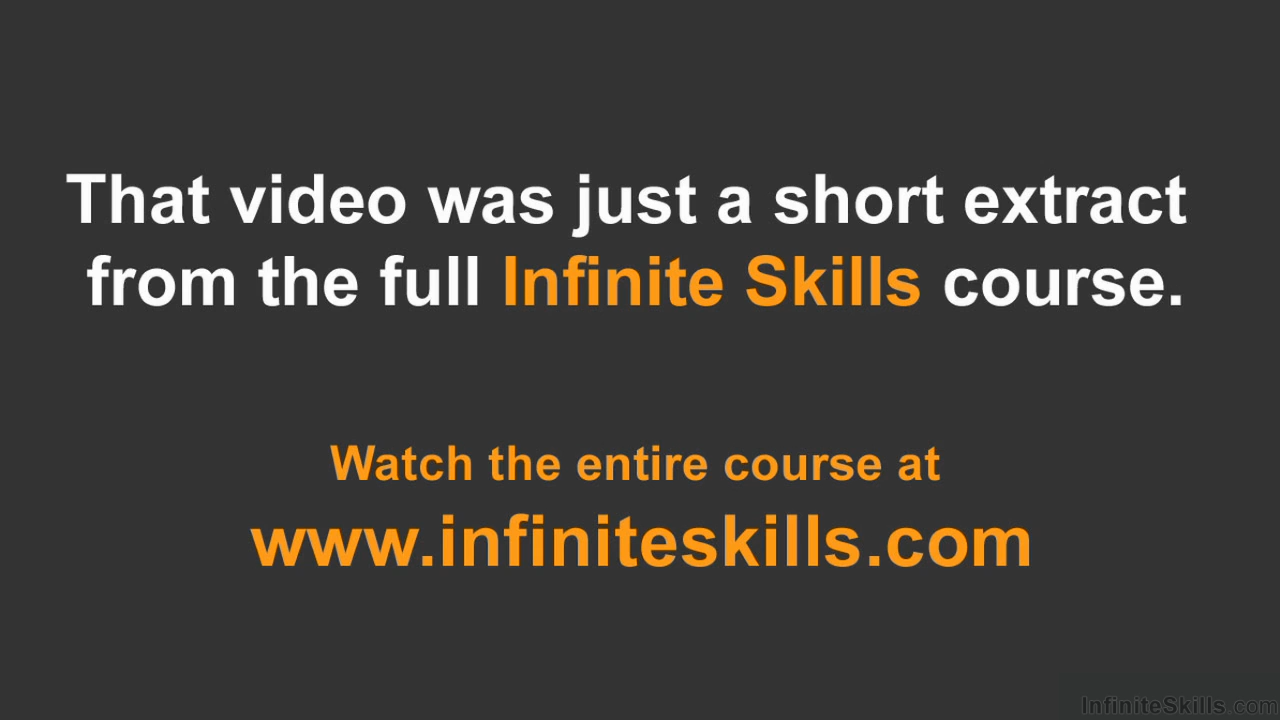 That video was just a short extract
from the full Infinite Skills course.
Watch the entire course at
www.infiniteskills.com
InfiniteSkills.com